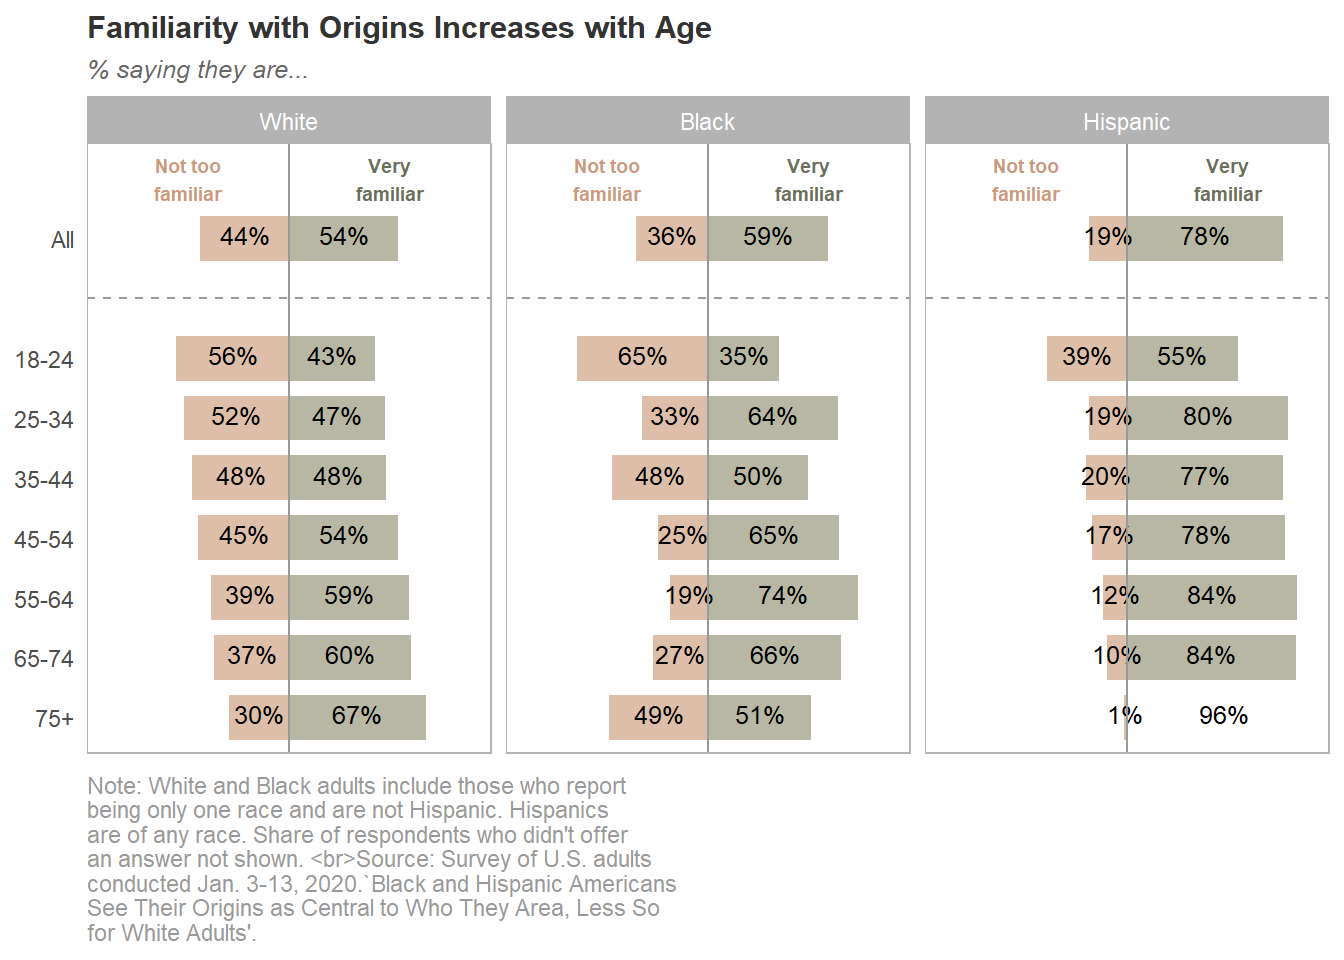 Familiarity with Origins Increases with Age
% saying they are...
White Black Hispanic
Not too Very Not too Very Not too Very
familiar familiar familiar familiar familiar familiar
All 44% 54% 36% 59% 19% 78%
18-24 56% 43% 65% 35% 39% 55%
25-34 52% 47% 33% 64% 19% 80%
35-44 48% 48% 48% 50% 20% 77%
45-54 45% 54% 25% 65% 17% 78%
55-64 39% 59% 19% 74% 12% 84%
65-74 37% 60% 27% 66% 10% 84%
75+ 30% 67% 49% 51% 1% 96%
Note: White and Black adults include those who report
being only one race and are not Hispanic. Hispanics
are of any race. Share of respondents who didn't offer
an answer not shown. <br>Source: Survey of U.S. adults
conducted Jan. 3-13, 2020.`Black and Hispanic Americans
See Their Origins as Central to Who They Area, Less So
for White Adults'.